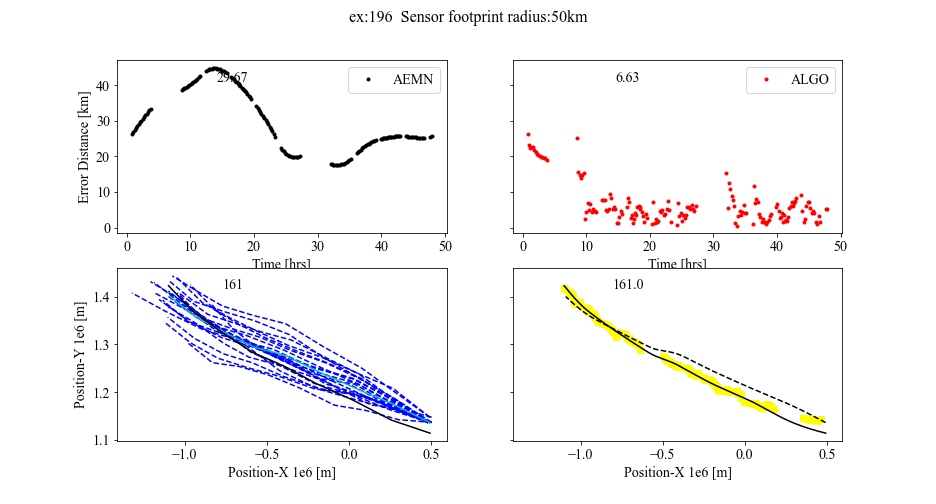 ex:196 Sensor footprint radius:50km
29.67
AEMN
6.63
ALGO
Error Distance [km]
40
30
20
10
0
0 10 20 30 40 50
0 10 20 30 40 50
Time [hrs]
Time [hrs]
161
161.0
Position-Y 1e6 [m]
1.4
1.3
1.2
1.1
−1.0 −0.5 0.0 0.5
−1.0 −0.5 0.0 0.5
Position-X 1e6 [m]
Position-X 1e6 [m]